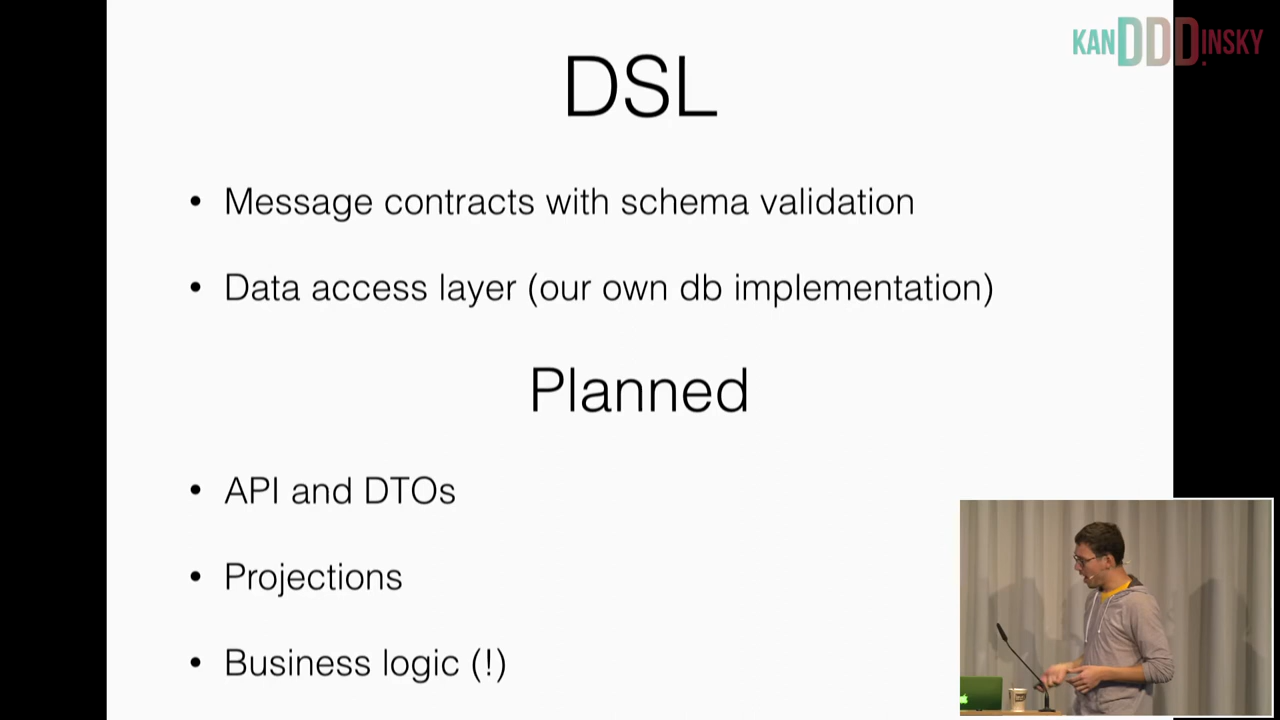 KANDDDINSKY
DSL
• Message contracts with schema validation
• Data access layer (our own db implementation)
Planned
• API and DTOs
• Projections
• Business logic (!)